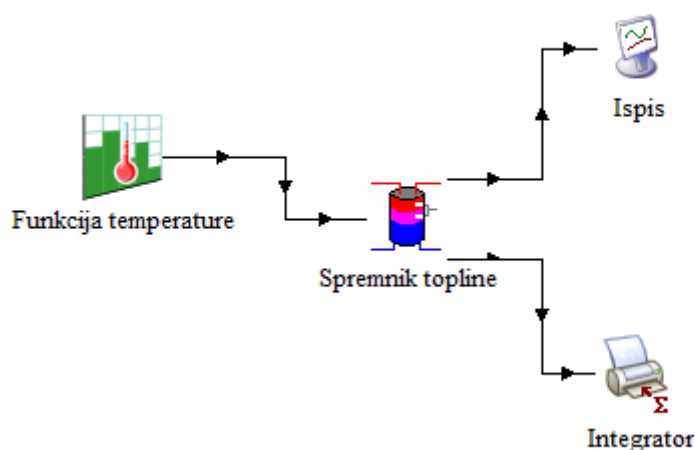 Ispis
Funkcija temperature
Spremnik topline
Σ
Integrator